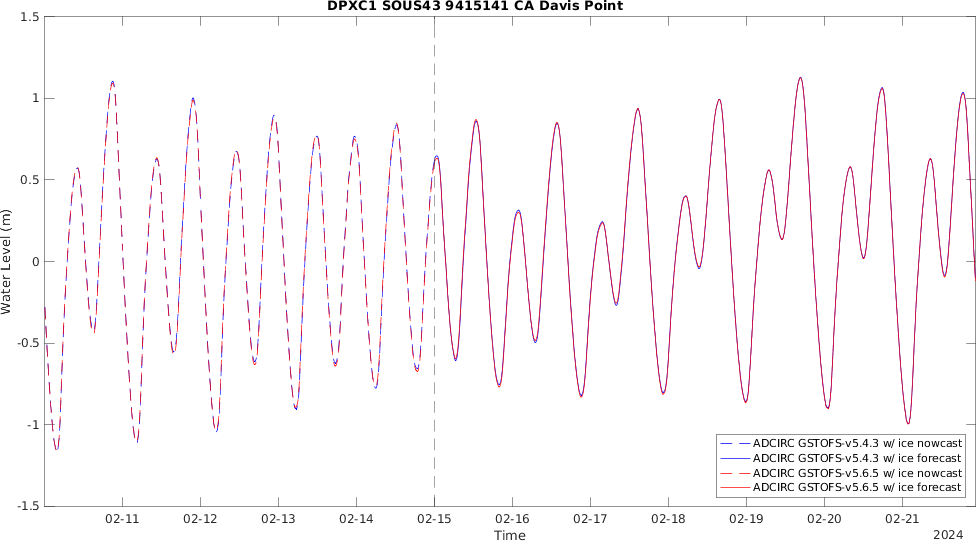 DPXC1 SOUS43 9415141 CA Davis Point
1.5
1
0.5
0
-0.5
-1
-1.5
Water Level (m)
ADCIRC GSTOFS-v5.4.3 w/ ice nowcast
ADCIRC GSTOFS-v5.4.3 w/ ice forecast
ADCIRC GSTOFS-v5.6.5 w/ ice nowcast
ADCIRC GSTOFS-v5.6.5 w/ ice forecast
02-11 02-12 02-13 02-14 02-15 02-16 02-17 02-18 02-19 02-20 02-21
Time
2024